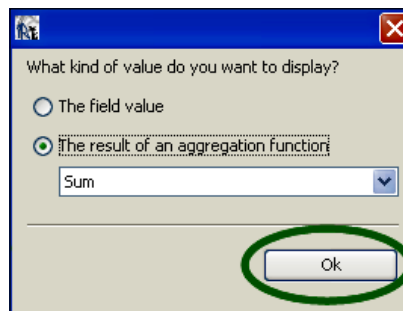 What kind of value do you want to display?
The field value
The result of an aggregation function
Sum
Ok